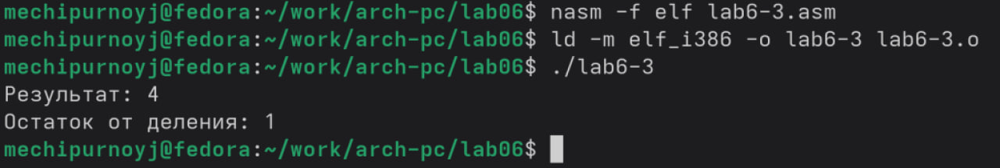 mechipurnoyj@fedora:~/work/arch-pc/lab06$ nasm -f elf lab6-3.asm
mechipurnoyj@fedora:~/work/arch-pc/lab06$ ld -m elf_i386 -o lab6-3 lab6-3.o
mechipurnoyj@fedora:~/work/arch-pc/lab06$ ./lab6-3
Результат: 4
Остаток от деления: 1
mechipurnoyj@fedora:~/work/arch-pc/lab06$